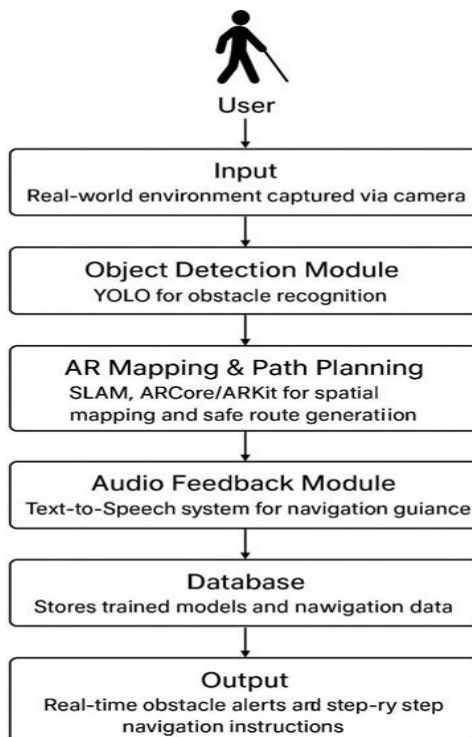 User
Input
Real-world environment captured via camera
Object Detection Module
YOLO for obstacle recognition
AR Mapping & Path Planning
SLAM, ARCore/ARKit for spatial
mapping and safe route generatiion
Audio Feedback Module
Text-to-Speech system for navigation guiance
Database
Stores trained models and nawigation data
Output
Real-time obstacle alerts ard step-ry step
navigation instructions